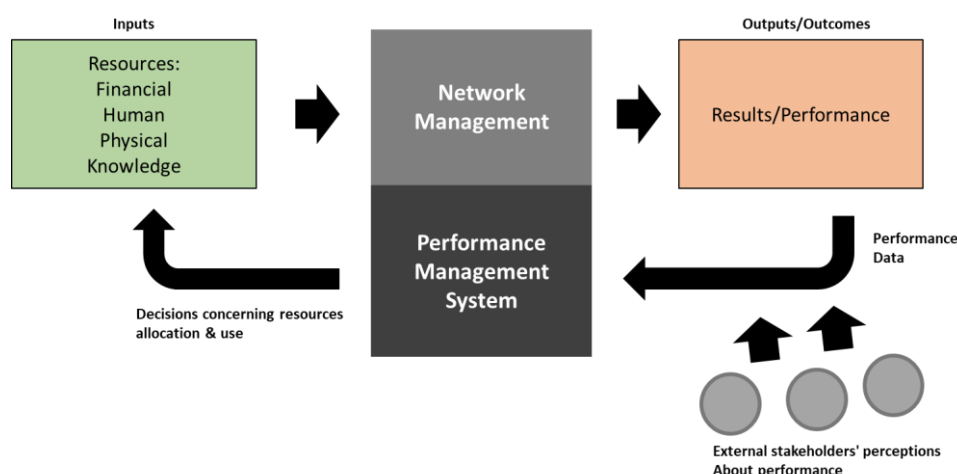 Inputs
Resources:
Financial
Human
Physical
Knowledge
Network
Management
Outputs/Outcomes
Results/Performance
Performance
Management
System
Performance
Data
Decisions concerning resources
allocation & use
External stakeholders' perceptions
About performance